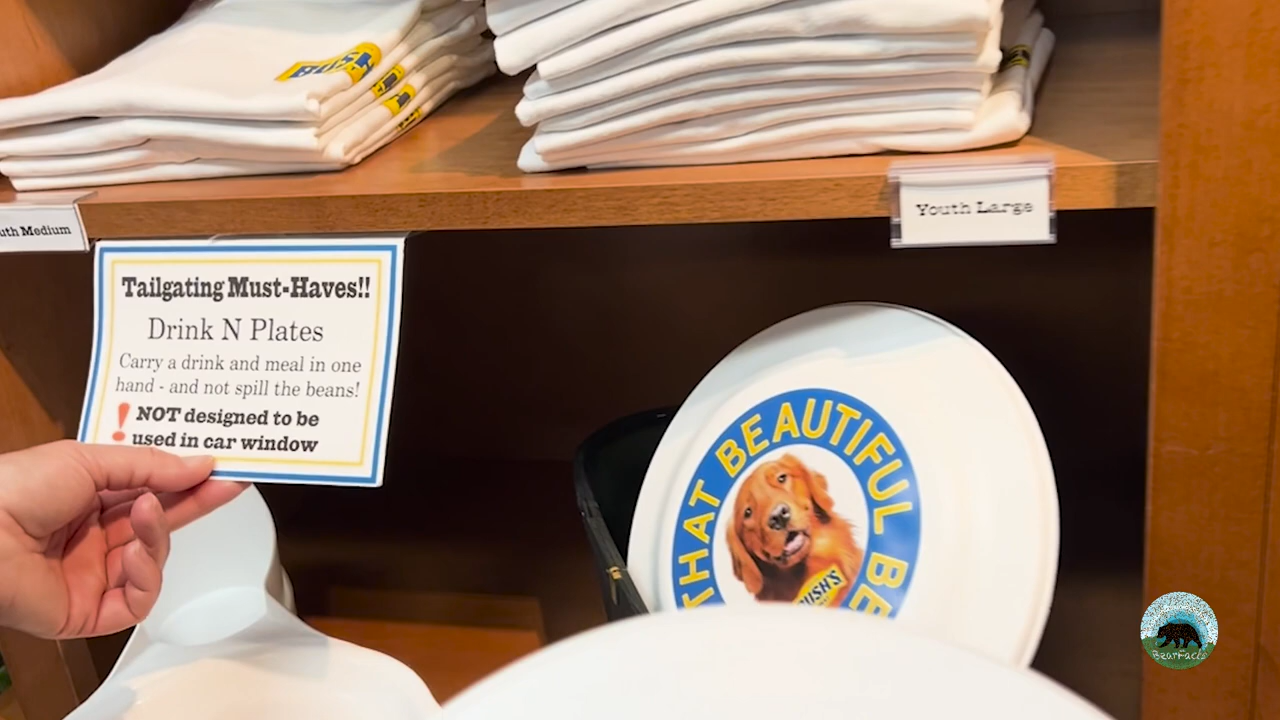 BUSH'S
Youth Large
uth Medium
Tailgating Must-Haves!!
Drink N Plates
Carry a drink and meal in one
hand - and not spill the beans!
! NOT designed to be
used in car window
THAT BEAUTIFUL BE
BUSH'S
BearFacts